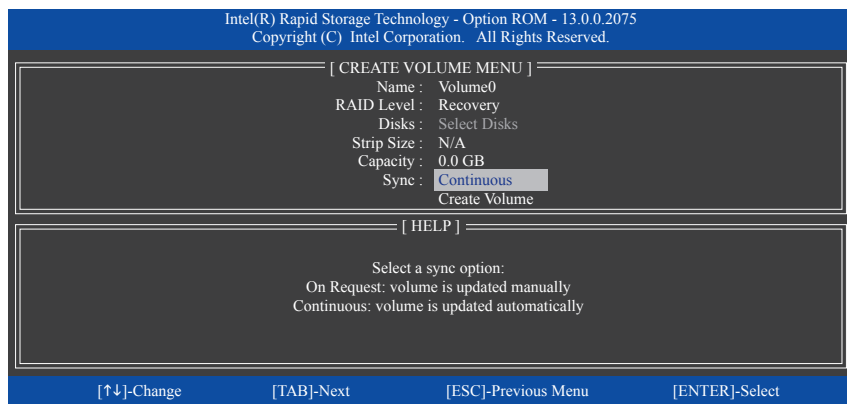 Intel(R) Rapid Storage Technology - Option ROM - 13.0.0.2075
Copyright (C) Intel Corporation. All Rights Reserved.
[ CREATE VOLUME MENU ]
Name : Volume0
RAID Level : Recovery
Disks : Select Disks
Strip Size : N/A
Capacity : 0.0 GB
Sync : Continuous
Create Volume
[ HELP ]
Select a sync option:
On Request: volume is updated manually
Continuous: volume is updated automatically
[↑↓]-Change [TAB]-Next [ESC]-Previous Menu [ENTER]-Select